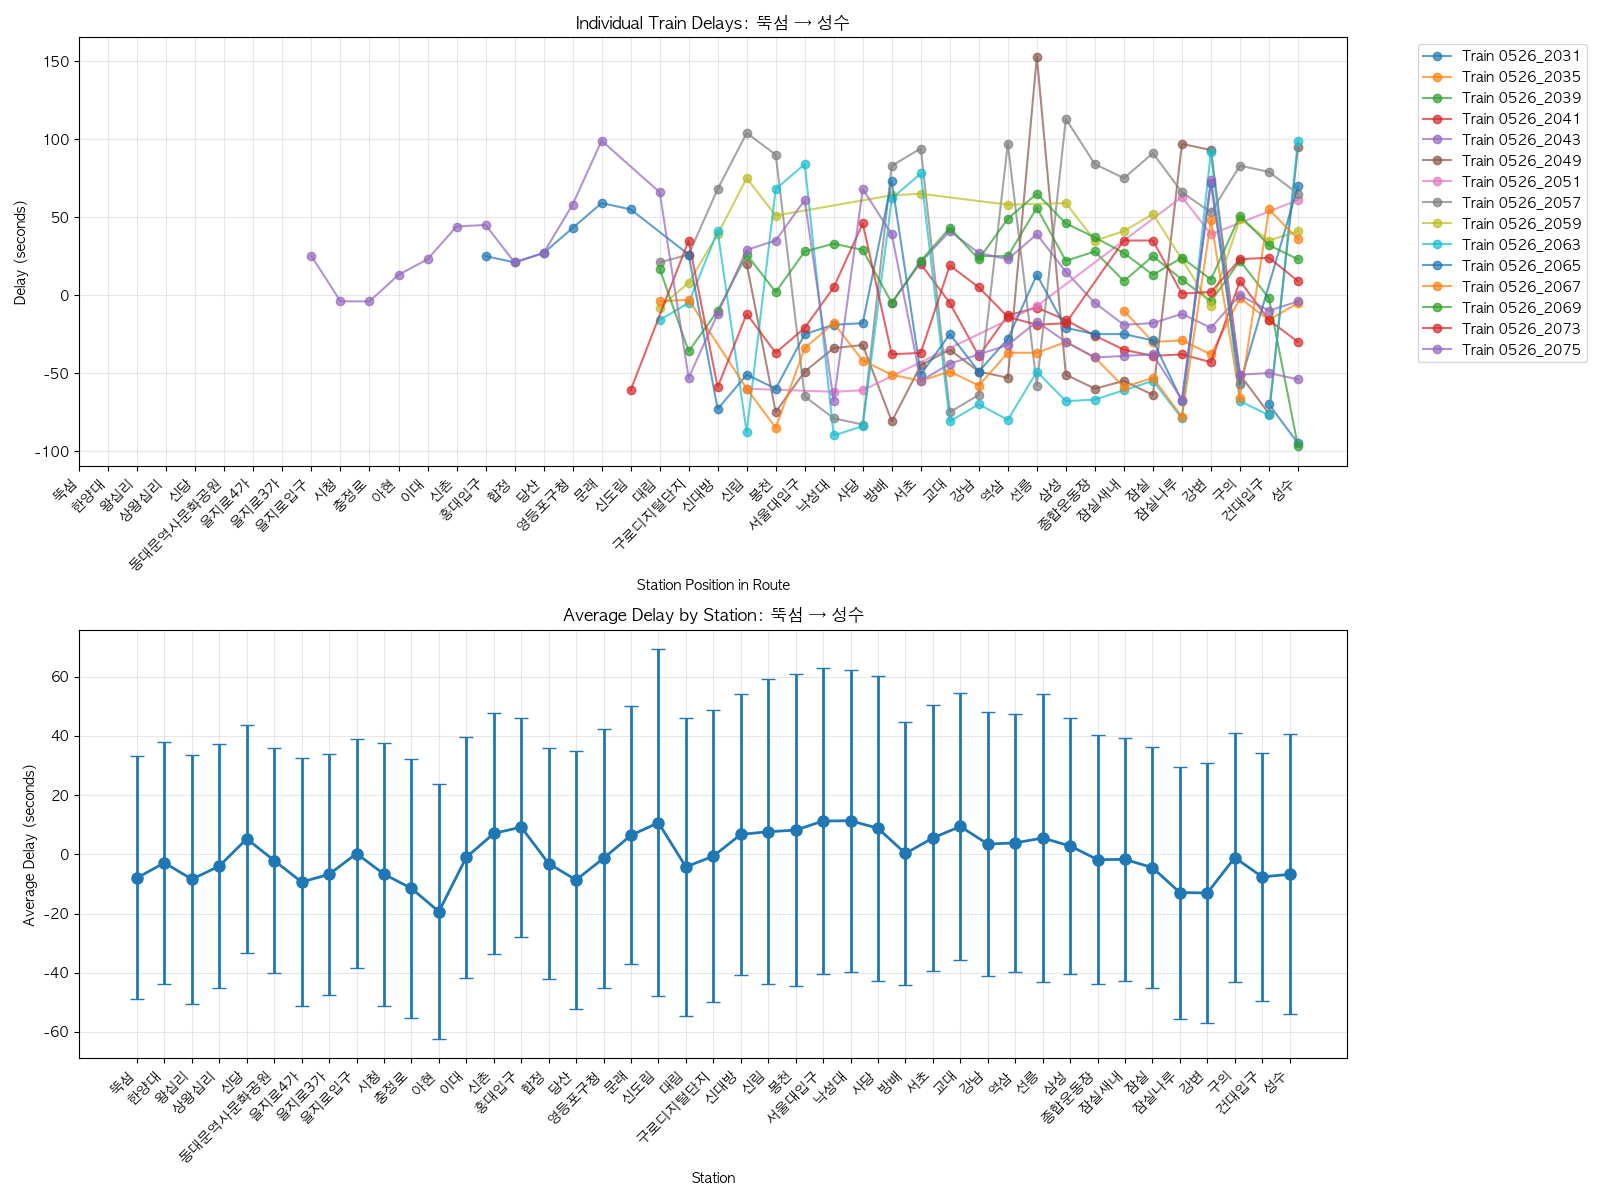 Individual Train Delays: 뚝섬 → 성수
Delay (seconds)
150
100
50
0
-50
-100
뚝섬
한양대
왕십리
상왕십리
신당
동대문역사문화공원
을지로4가
을지로3가
을지로입구
시청
충정로
아현
이대
신촌
홍대입구
합정
당산
영등포구청
문래
신도림
대림
구로디지털단지
신대방
신림
봉천
서울대입구
낙성대
사당
방배
서초
교대
강남
역삼
선릉
삼성
종합운동장
잠실새내
잠실
잠실나루
강변
구의
건대입구
성수
Station Position in Route
Train 0526_2031
Train 0526_2035
Train 0526_2039
Train 0526_2041
Train 0526_2043
Train 0526_2049
Train 0526_2051
Train 0526_2057
Train 0526_2059
Train 0526_2063
Train 0526_2065
Train 0526_2067
Train 0526_2069
Train 0526_2073
Train 0526_2075
Average Delay by Station: 뚝섬 → 성수
Average Delay (seconds)
60
40
20
0
-20
-40
-60
뚝섬
한양대
왕십리
상왕십리
신당
동대문역사문화공원
을지로4가
을지로3가
을지로입구
시청
충정로
아현
이대
신촌
홍대입구
합정
당산
영등포구청
문래
신도림
대림
구로디지털단지
신대방
신림
봉천
서울대입구
낙성대
사당
방배
서초
교대
강남
역삼
선릉
삼성
종합운동장
잠실새내
잠실
잠실나루
강변
구의
건대입구
성수
Station